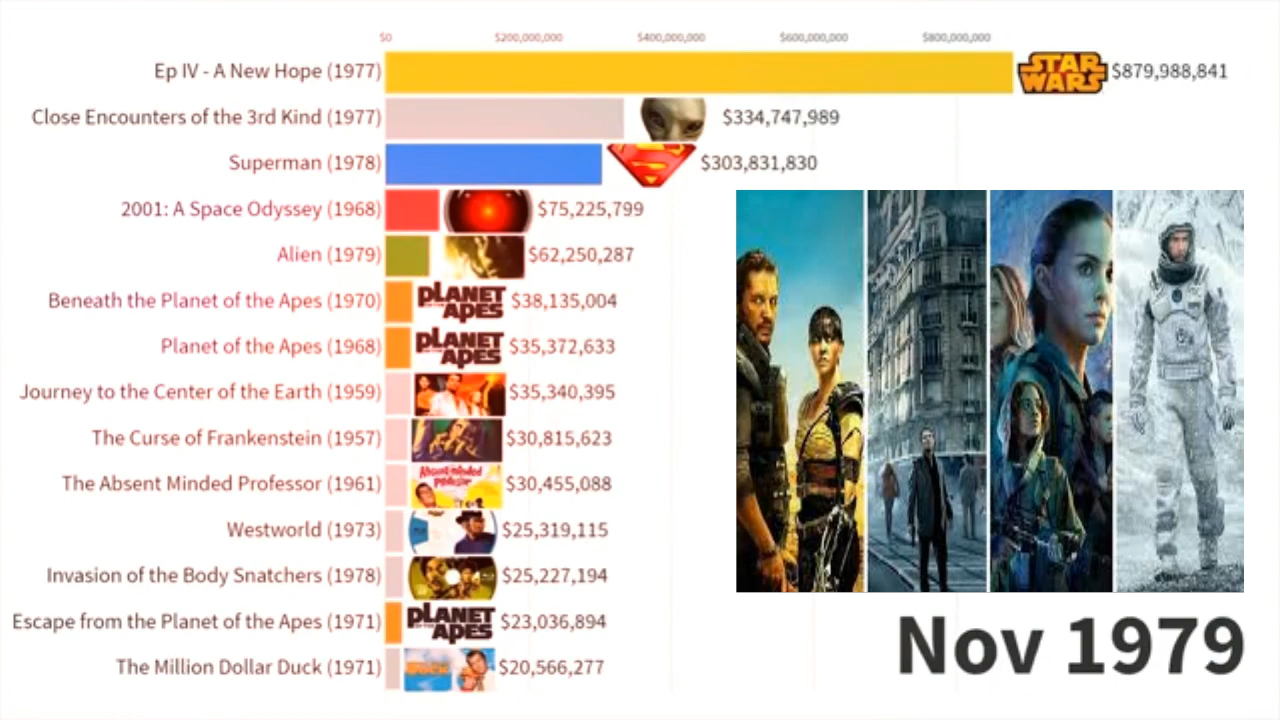 $0 $200,000,000 $400,000,000 $600,000,000 $800,000,000
Ep IV - A New Hope (1977) STAR WARS $879,988,841
Close Encounters of the 3rd Kind (1977) $334,747,989
Superman (1978) $303,831,830
2001: A Space Odyssey (1968) $75,225,799
Alien (1979) $62,250,287
Beneath the Planet of the Apes (1970) PLANET APES $38,135,004
Planet of the Apes (1968) PLANET APES $35,372,633
Journey to the Center of the Earth (1959) $35,340,395
The Curse of Frankenstein (1957) $30,815,623
The Absent Minded Professor (1961) Absent-minded Professor $30,455,088
Westworld (1973) $25,319,115
Invasion of the Body Snatchers (1978) $25,227,194
Escape from the Planet of the Apes (1971) PLANET APES $23,036,894
The Million Dollar Duck (1971) $20,566,277
Nov 1979